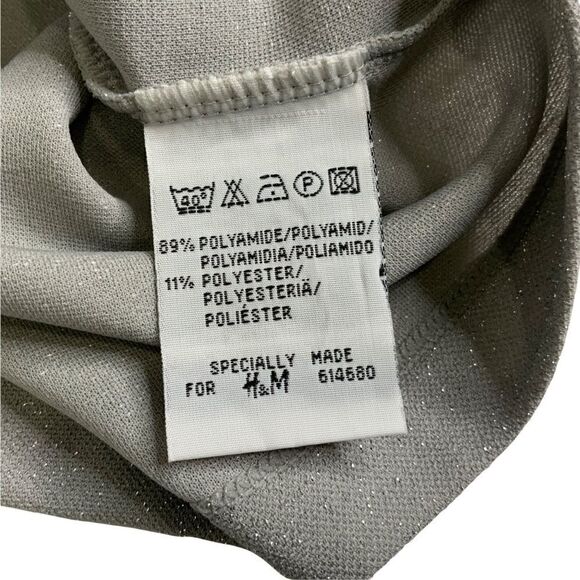 40°
P
89% POLYAMIDE/POLYAMID/
POLYAMIDIA/POLIAMIDO
11% POLYESTER/
POLYESTERIÄ/
POLIÉSTER
SPECIALLY MADE
FOR H&M 614680